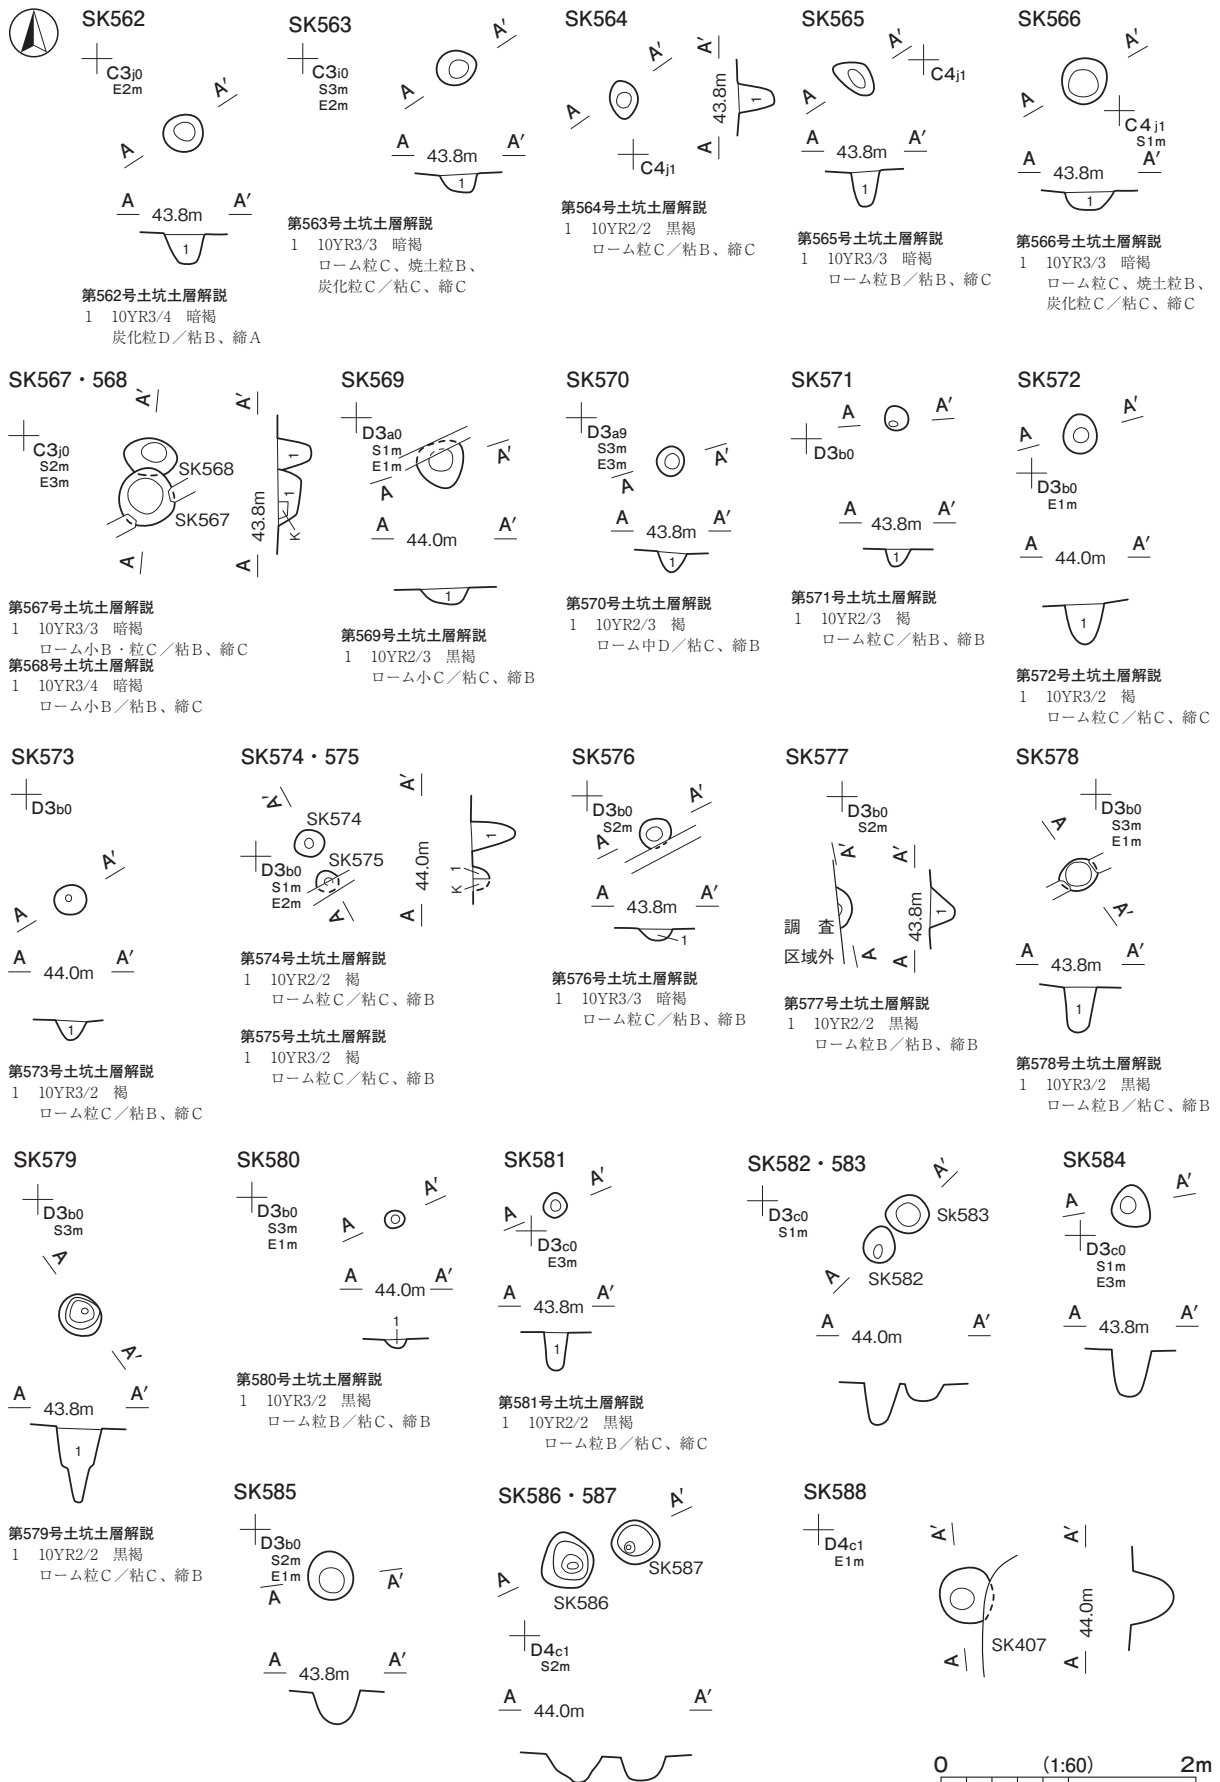 SK562
C3j0
E2m
A
A′
A 43.8m A′
1
第562号土坑土層解説
1 10YR3/4 暗褐
炭化粒D／粘B、締A
SK563
C3i0
S3m
E2m
A
A′
A 43.8m A′
1
第563号土坑土層解説
1 10YR3/3 暗褐
ローム粒C、焼土粒B、
炭化粒C／粘C、締C
SK564
A
A′
C4j1
A 43.8m A′
1
第564号土坑土層解説
1 10YR2/2 黒褐
ローム粒C／粘B、締C
SK565
A
A′
C4j1
A 43.8m A′
1
第565号土坑土層解説
1 10YR3/3 暗褐
ローム粒B／粘B、締C
SK566
A
A′
C4j1
S1m
A 43.8m A′
1
第566号土坑土層解説
1 10YR3/3 暗褐
ローム粒C、焼土粒B、
炭化粒C／粘C、締C
SK567・568
C3j0
S2m
E3m
A′
SK568
SK567
A
A 43.8m A′
1
1
K
第567号土坑土層解説
1 10YR3/3 暗褐
ローム小B・粒C／粘B、締C
第568号土坑土層解説
1 10YR3/4 暗褐
ローム小B／粘B、締C
SK569
D3a0
S1m
E1m
A
A′
A 44.0m A′
1
第569号土坑土層解説
1 10YR2/3 黒褐
ローム小C／粘C、締B
SK570
D3a9
S3m
E3m
A
A′
A 43.8m A′
1
第570号土坑土層解説
1 10YR2/3 褐
ローム中D／粘C、締B
SK571
A
A′
D3b0
A 43.8m A′
1
第571号土坑土層解説
1 10YR2/3 褐
ローム粒C／粘B、締B
SK572
A
A′
D3b0
E1m
A 44.0m A′
1
第572号土坑土層解説
1 10YR3/2 褐
ローム粒C／粘C、締C
SK573
D3b0
A
A′
A 44.0m A′
1
第573号土坑土層解説
1 10YR3/2 褐
ローム粒C／粘B、締C
SK574・575
A′
SK574
SK575
D3b0
S1m
E2m
A
A 44.0m A′
1
1
K
第574号土坑土層解説
1 10YR2/2 褐
ローム粒C／粘C、締B
第575号土坑土層解説
1 10YR3/2 褐
ローム粒C／粘C、締B
SK576
D3b0
S2m
A
A′
A 43.8m A′
1
第576号土坑土層解説
1 10YR3/3 暗褐
ローム粒C／粘B、締B
SK577
D3b0
S2m
A′
調査
区域外
A
A 43.8m A′
1
第577号土坑土層解説
1 10YR2/2 黒褐
ローム粒B／粘B、締B
SK578
D3b0
S3m
E1m
A
A′
A 43.8m A′
1
第578号土坑土層解説
1 10YR3/2 黒褐
ローム粒B／粘C、締B
SK579
D3b0
S3m
A
A′
A 43.8m A′
1
第579号土坑土層解説
1 10YR2/2 黒褐
ローム粒C／粘C、締B
SK580
D3b0
S3m
E1m
A
A′
A 44.0m A′
1
第580号土坑土層解説
1 10YR3/2 黒褐
ローム粒B／粘C、締B
SK581
A
A′
D3c0
E3m
A 43.8m A′
1
第581号土坑土層解説
1 10YR2/2 黒褐
ローム粒B／粘C、締C
SK582・583
D3c0
S1m
A′
Sk583
SK582
A
A 44.0m A′
SK584
A
A′
D3c0
S1m
E3m
A 43.8m A′
SK585
D3b0
S2m
E1m
A
A′
A 43.8m A′
SK586・587
A′
SK587
A
SK586
D4c1
S2m
A 44.0m A′
SK588
D4c1
E1m
A′
SK407
A
A 44.0m A′
0 (1:60) 2m